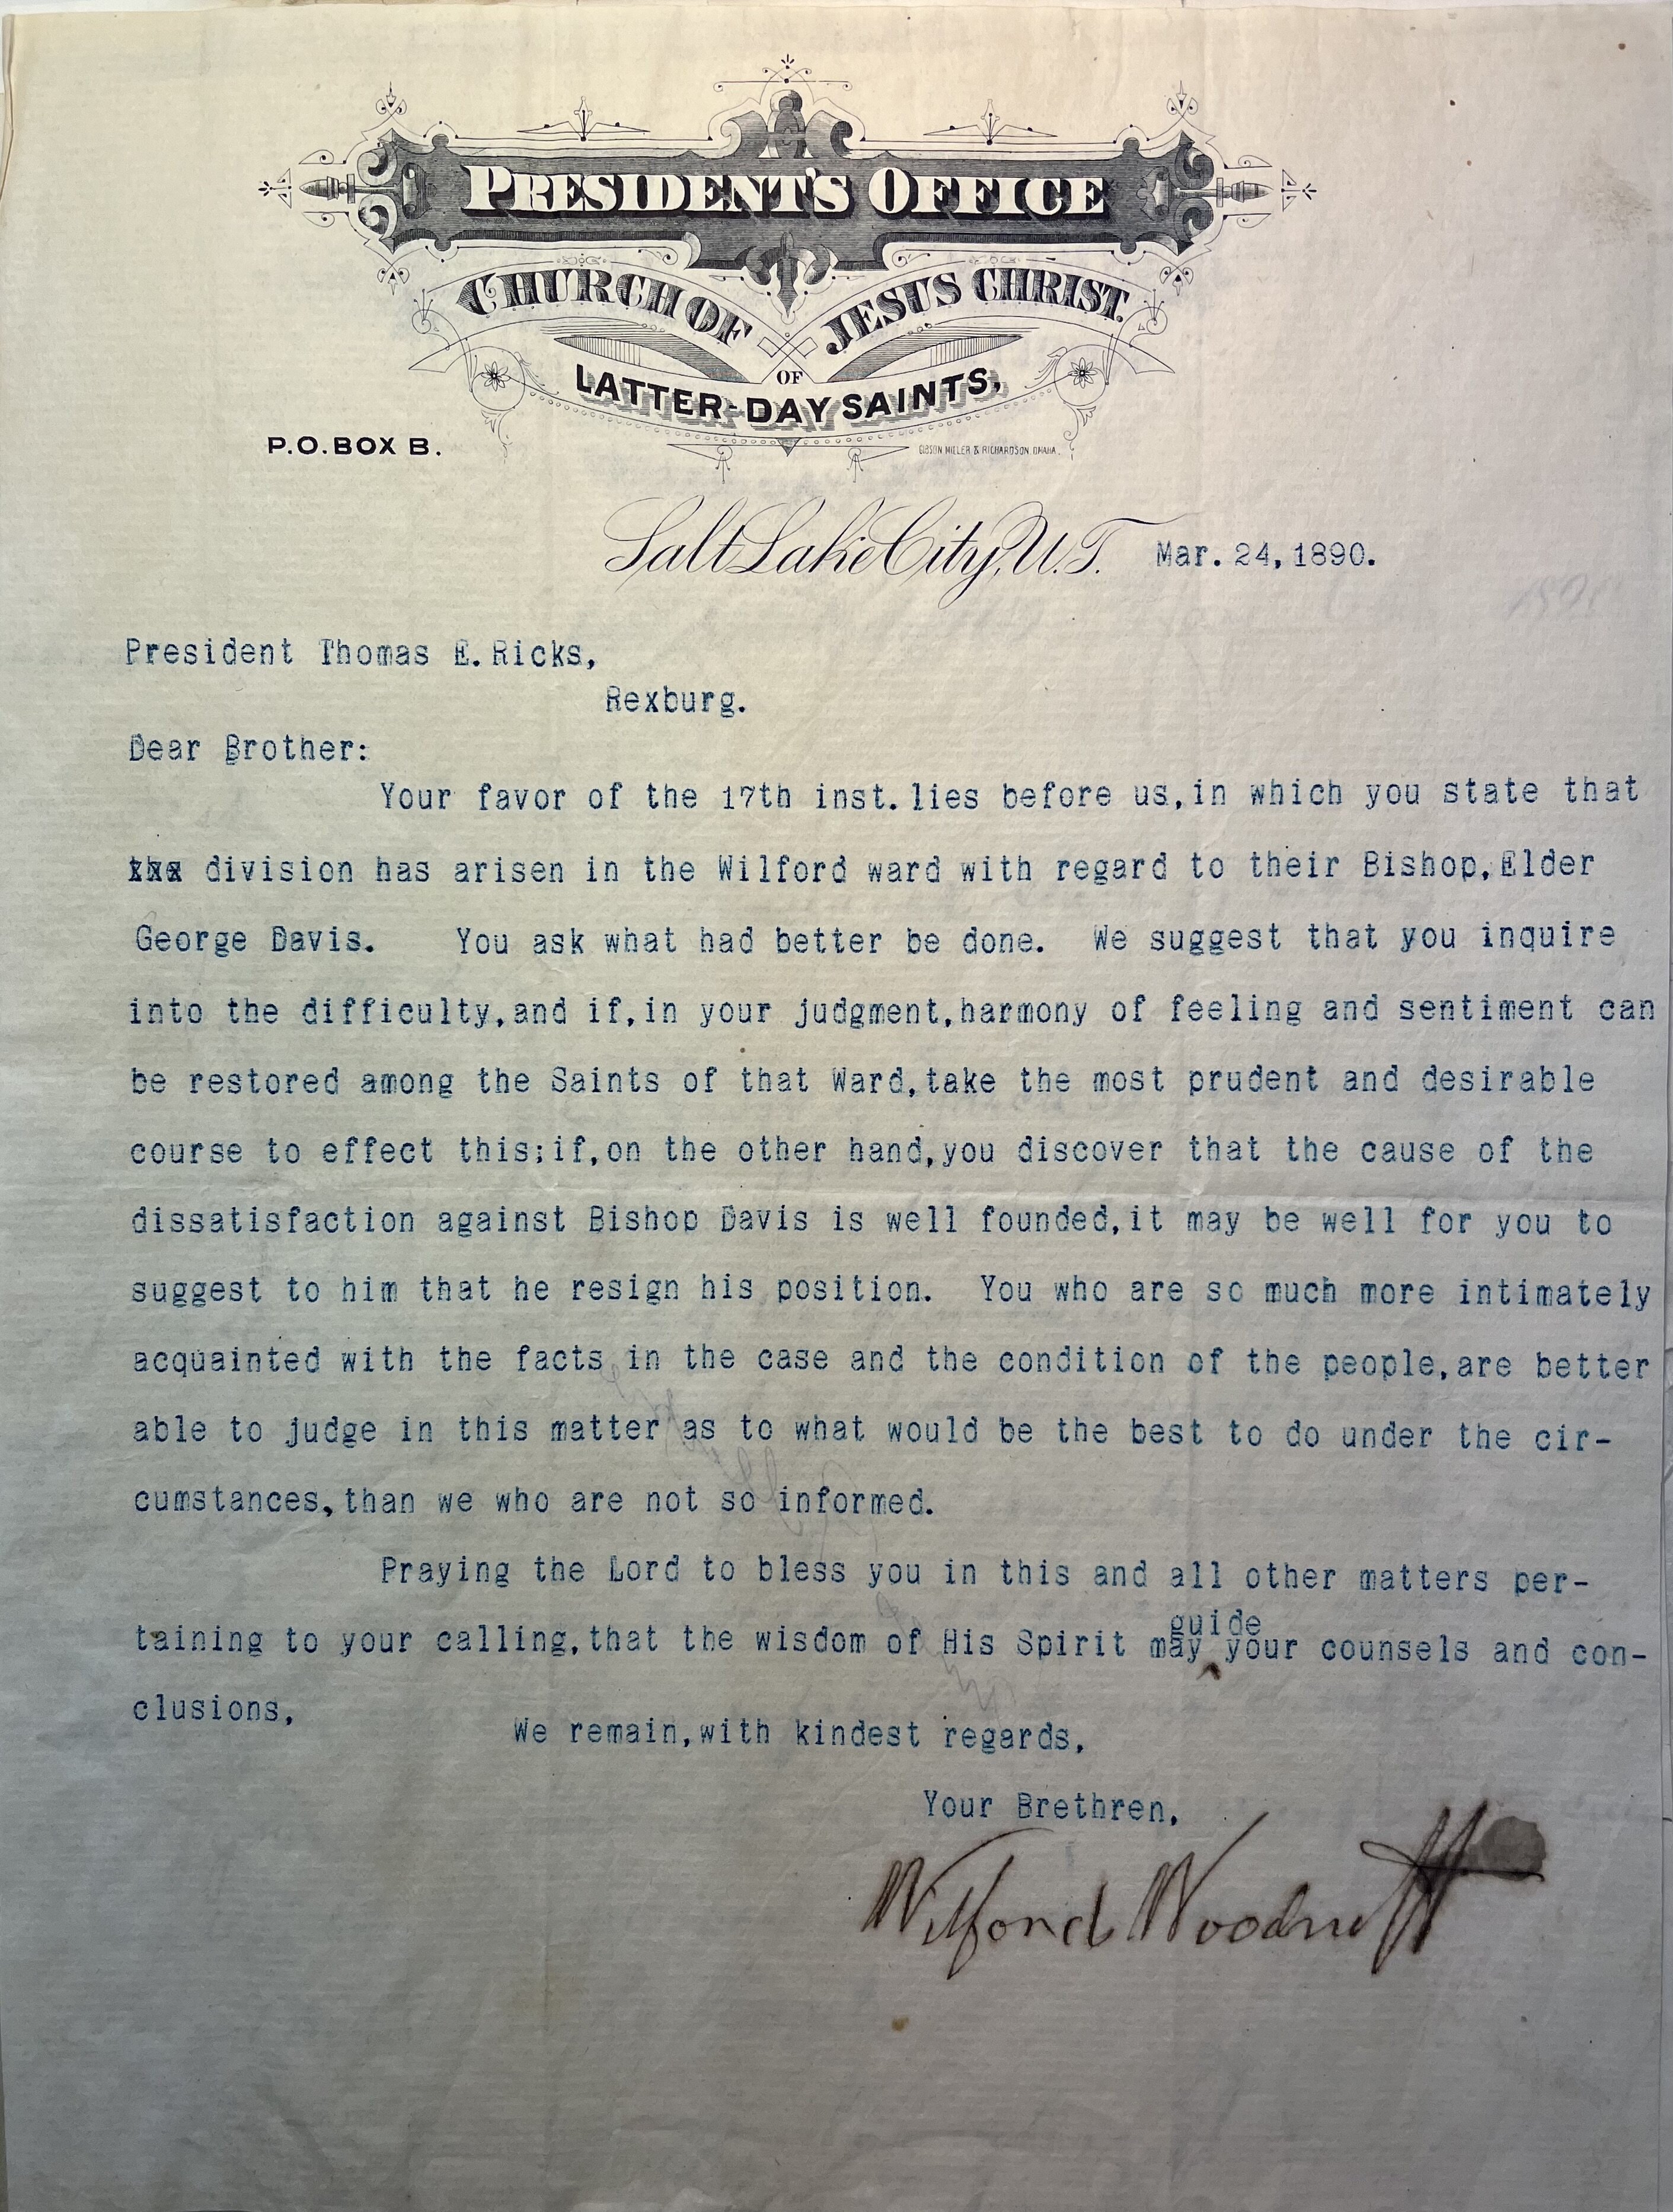 PRESIDENT'S OFFICE
CHURCH OF JESUS CHRIST.
OF
LATTER-DAY SAINTS,
P.O. BOX B.
GIBSON MILLER & RICHARDSON OMAHA.
Salt Lake City, U.T. Mar. 24, 1890.
President Thomas E. Ricks,
Rexburg.
Dear Brother:
Your favor of the 17th inst. lies before us, in which you state that
division has arisen in the Wilford ward with regard to their Bishop, Elder
George Davis. You ask what had better be done. We suggest that you inquire
into the difficulty, and if, in your judgment, harmony of feeling and sentiment can
be restored among the Saints of that Ward, take the most prudent and desirable
course to effect this; if, on the other hand, you discover that the cause of the
dissatisfaction against Bishop Davis is well founded, it may be well for you to
suggest to him that he resign his position. You who are so much more intimately
acquainted with the facts in the case and the condition of the people, are better
able to judge in this matter as to what would be the best to do under the cir-
cumstances, than we who are not so informed.
Praying the Lord to bless you in this and all other matters per-
guide
taining to your calling, that the wisdom of His Spirit may your counsels and con-
clusions,
We remain, with kindest regards,
Your Brethren,
Wilford Woodruff